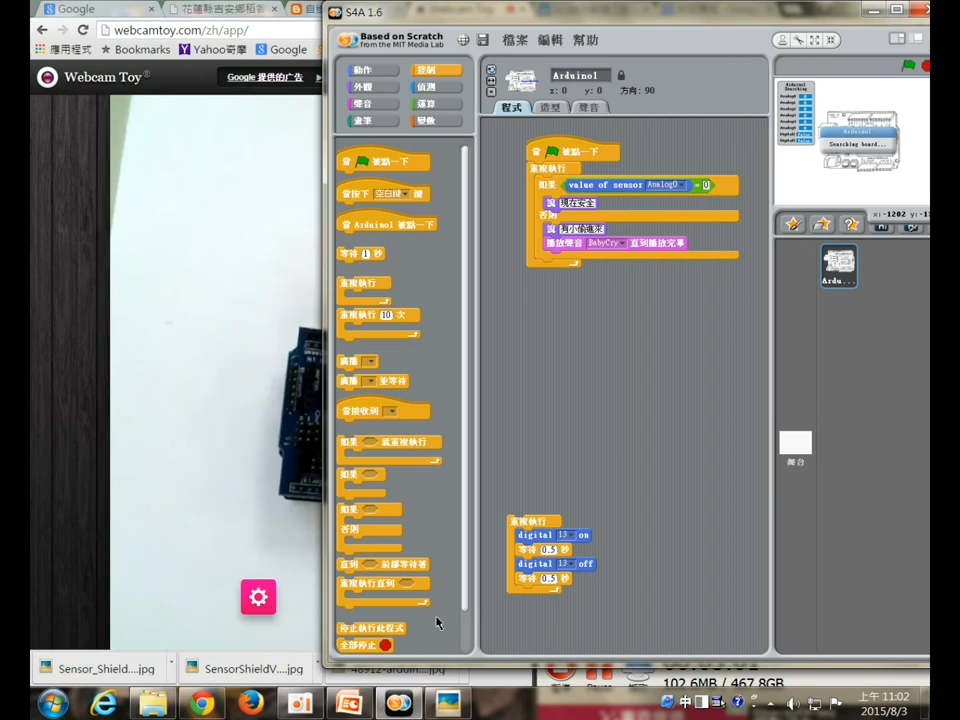 Google
花蓮縣吉安鄉稻香
S4A 1.6
webcamtoy.com/zh/app/
應用程式
Bookmarks
Yahoo奇摩
Google
Webcam Toy
Google 提供的广告
Based on Scratch
from the MIT Media Lab
檔案 編輯 幫助
動作 控制
外觀 偵測
聲音 運算
畫筆 變數
Arduino1
x: 0 y: 0 方向: 90
程式 造型 聲音
當 被點一下
當按下 空白鍵 鍵
當 Arduino1 被點一下
等待 1 秒
重複執行
重複執行 10 次
廣播
廣播 並等待
當接收到
如果 就重複執行
如果
如果
否則
直到 前都等待著
重複執行直到
停止執行此程式
全部停止
當 被點一下
重複執行
如果 value of sensor Analog0 = 0
說 現在安全
否則
說 有小偷進來
播放聲音 BabyCry 直到播放完畢
重複執行
digital 13 on
等待 0.5 秒
digital 13 off
等待 0.5 秒
Arduino1
Searching board...
x: -1202
Ardu...
舞台
Sensor_Shield....jpg
SensorShieldV....jpg
102.6MB / 467.8GB
中
上午 11:02
2015/8/3